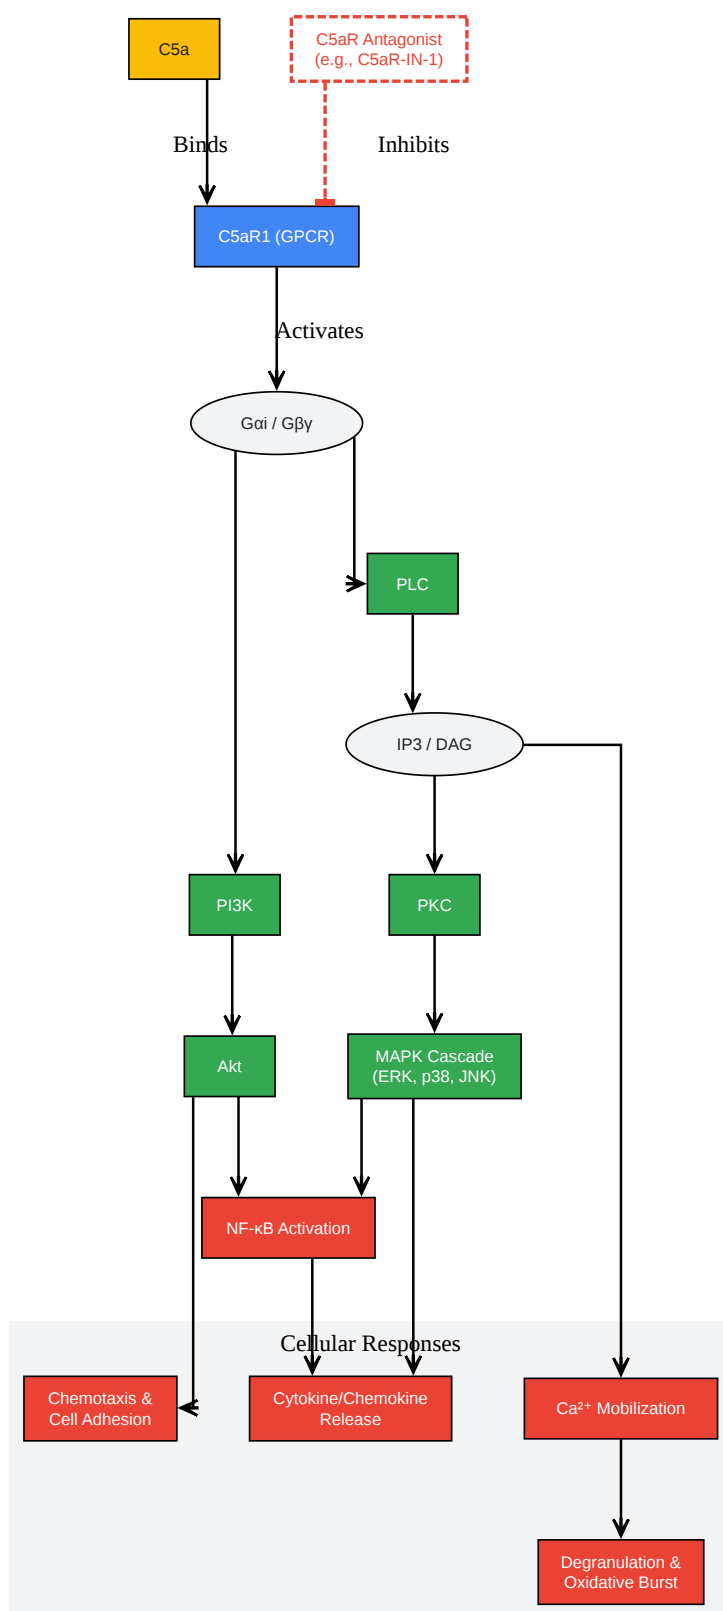 C5a
C5aR Antagonist
(e.g., C5aR-IN-1)
Binds
Inhibits
C5aR1 (GPCR)
Activates
Gαi / Gβγ
PLC
IP3 / DAG
PI3K
PKC
Akt
MAPK Cascade
(ERK, p38, JNK)
NF-κB Activation
Cellular Responses
Chemotaxis &
Cell Adhesion
Cytokine/Chemokine
Release
Ca²⁺ Mobilization
Degranulation &
Oxidative Burst